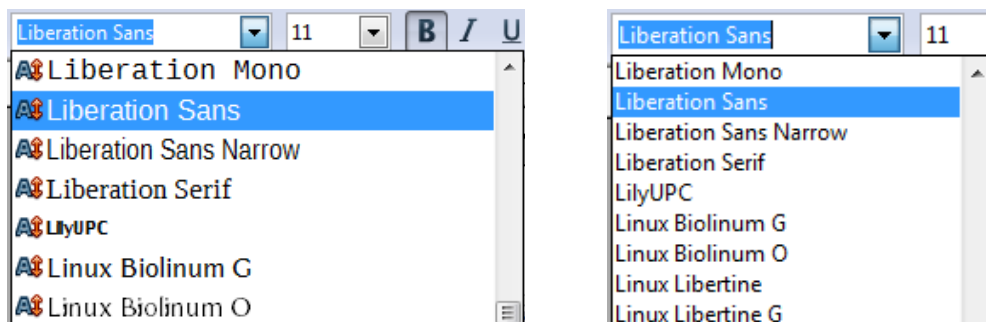 Liberation Sans 11 B I U
Liberation Mono
Liberation Sans
Liberation Sans Narrow
Liberation Serif
LilyUPC
Linux Biolinum G
Linux Biolinum O
Liberation Sans 11
Liberation Mono
Liberation Sans
Liberation Sans Narrow
Liberation Serif
LilyUPC
Linux Biolinum G
Linux Biolinum O
Linux Libertine
Linux Libertine G